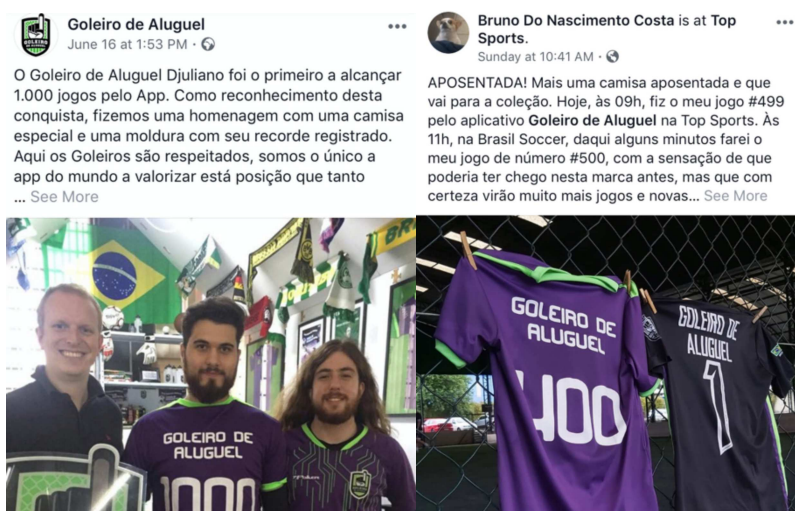 Goleiro de Aluguel
June 16 at 1:53 PM
O Goleiro de Aluguel Djuliano foi o primeiro a alcançar
1.000 jogos pelo App. Como reconhecimento desta
conquista, fizemos uma homenagem com uma camisa
especial e uma moldura com seu recorde registrado.
Aqui os Goleiros são respeitados, somos o único a
app do mundo a valorizar está posição que tanto
... See More
GOLEIRO DE
ALUGUEL
1000
Bruno Do Nascimento Costa is at Top
Sports.
Sunday at 10:41 AM
APOSENTADA! Mais uma camisa aposentada e que
vai para a coleção. Hoje, às 09h, fiz o meu jogo #499
pelo aplicativo Goleiro de Aluguel na Top Sports. Às
11h, na Brasil Soccer, daqui alguns minutos farei o
meu jogo de número #500, com a sensação de que
poderia ter chego nesta marca antes, mas que com
certeza virão muito mais jogos e novas... See More
GOLEIRO DE
ALUGUEL
400
GOLEIRO DE
ALUGUEL
1